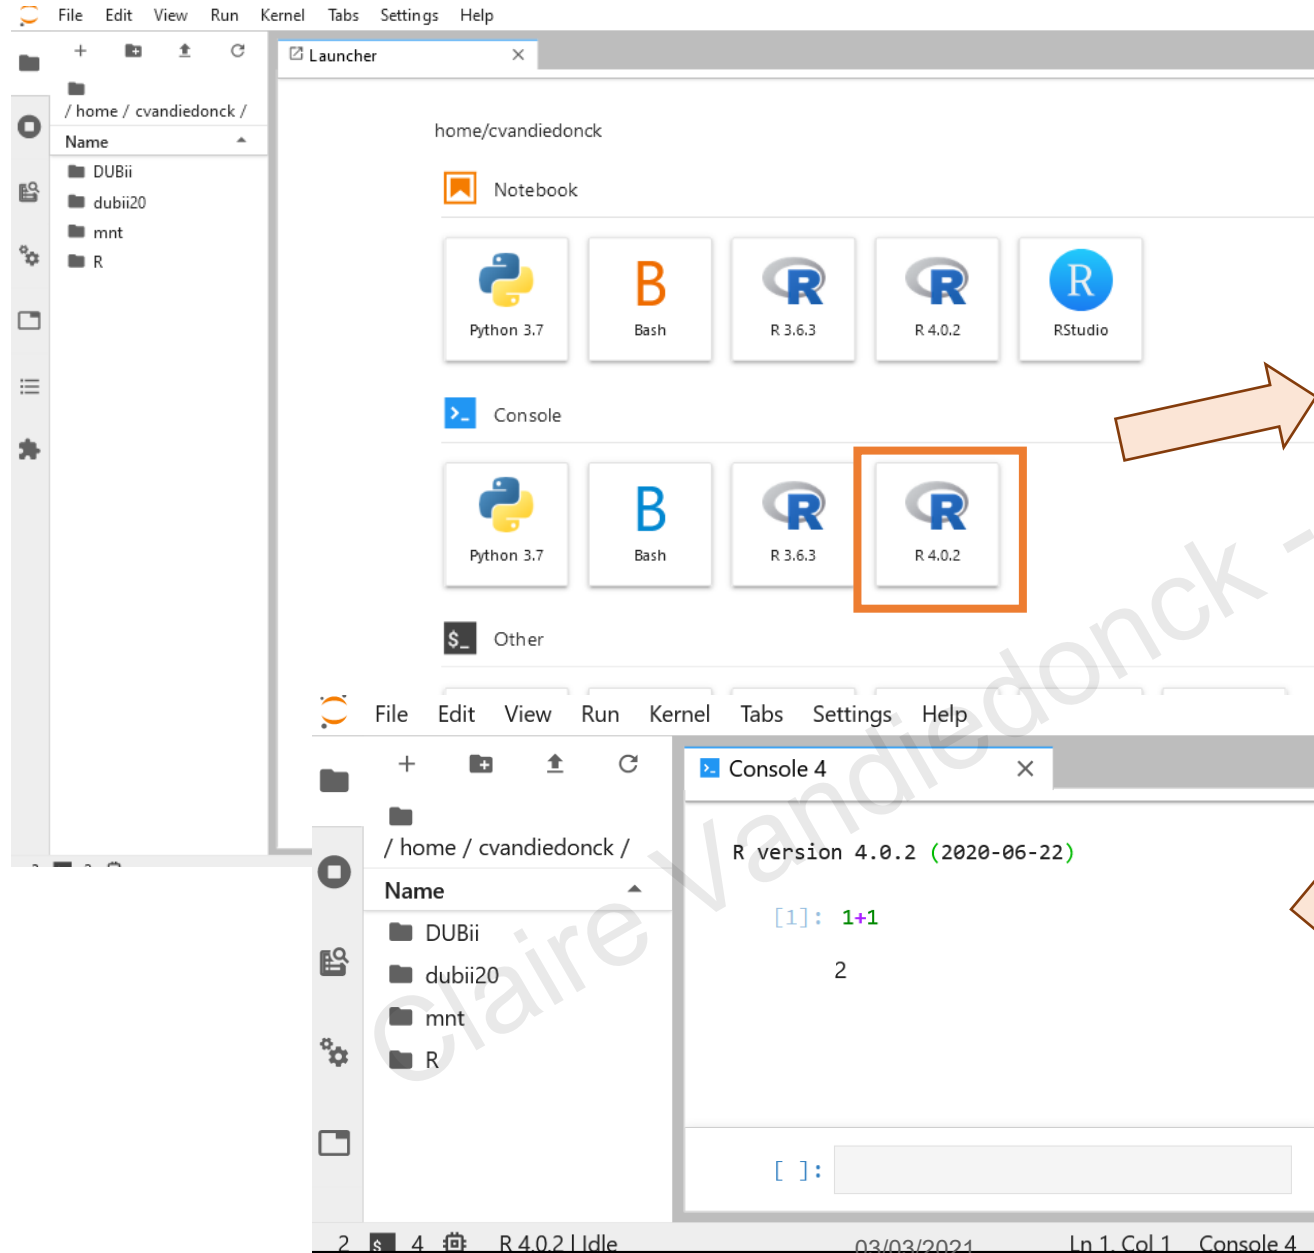 File Edit View Run Kernel Tabs Settings Help
Launcher
/ home / cvandiedonck /
Name
DUBii
dubii20
mnt
R
home/cvandiedonck
Notebook
B R R R
Python 3.7 Bash R 3.6.3 R 4.0.2 RStudio
>_ Console
B R R
Python 3.7 Bash R 3.6.3 R 4.0.2
$_ Other
File Edit View Run Kernel Tabs Settings Help
Console 4
/ home / cvandiedonck /
Name
DUBii
dubii20
mnt
R
R version 4.0.2 (2020-06-22)
[1]: 1+1
2
[ ]:
2 $_ 4 R 4.0.2 | Idle 03/03/2021 Ln 1, Col 1 Console 4
Claire Vandiedonck -